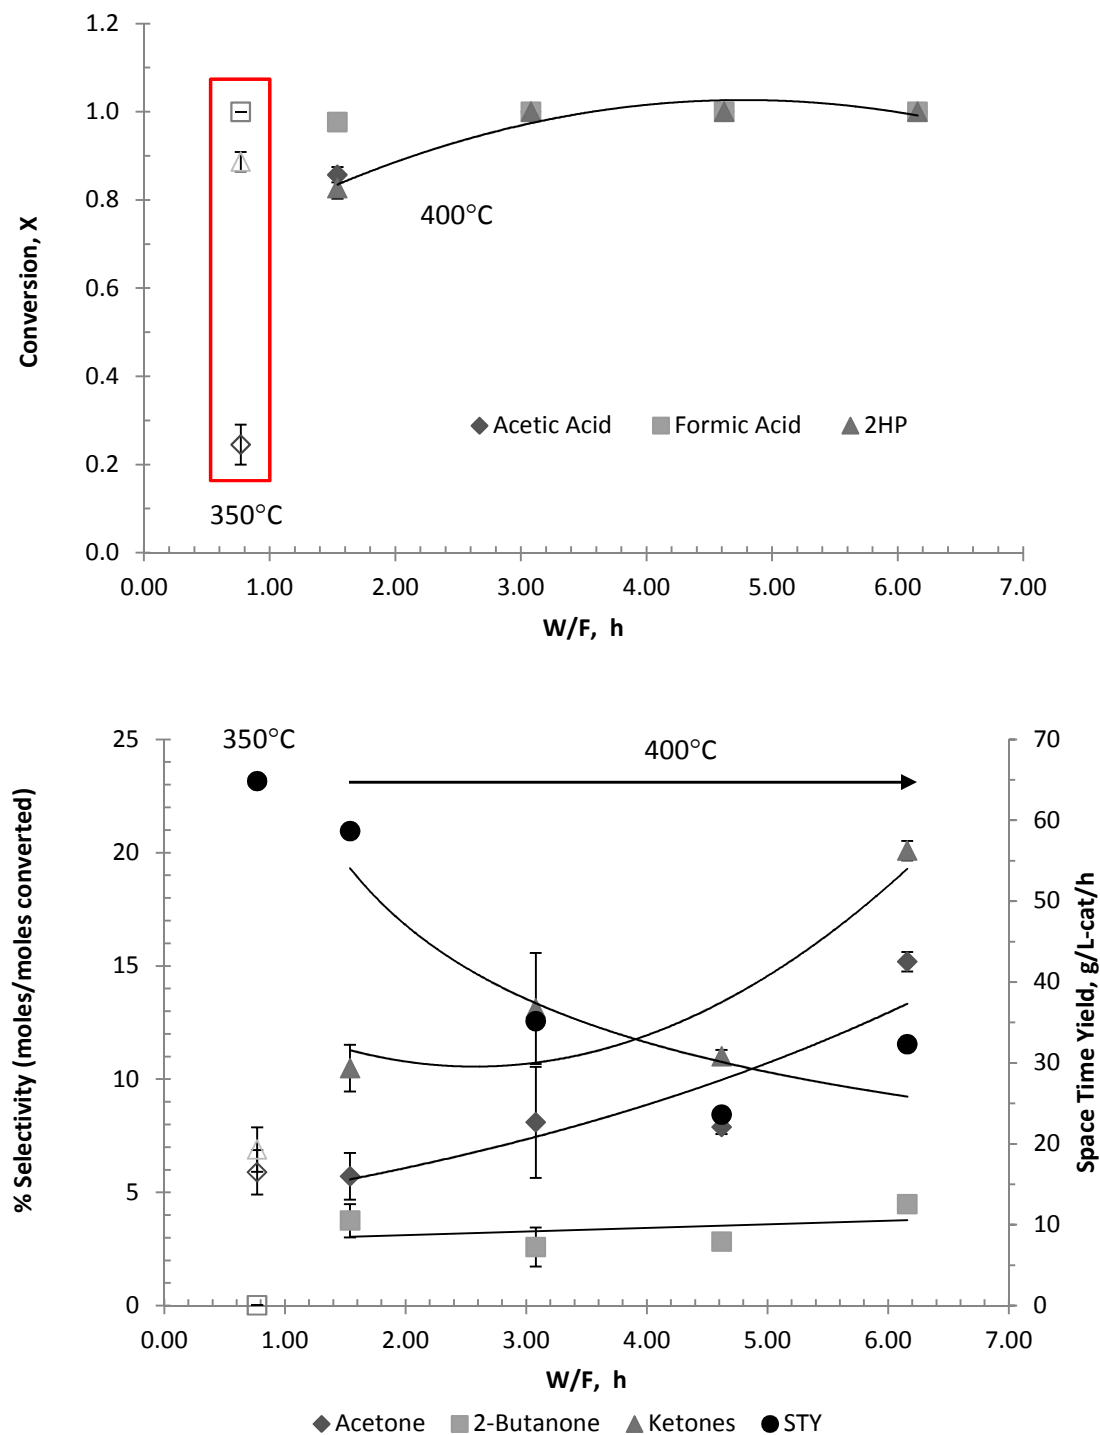 1.2
1.0
0.8
0.6
0.4
0.2
0.0
Conversion, X
400°C
Acetic Acid Formic Acid 2HP
350°C
0.00 1.00 2.00 3.00 4.00 5.00 6.00 7.00
W/F, h
350°C
400°C
25
20
15
10
5
0
% Selectivity (moles/moles converted)
70
60
50
40
30
20
10
0
Space Time Yield, g/L-cat/h
0.00 1.00 2.00 3.00 4.00 5.00 6.00 7.00
W/F, h
Acetone 2-Butanone Ketones STY